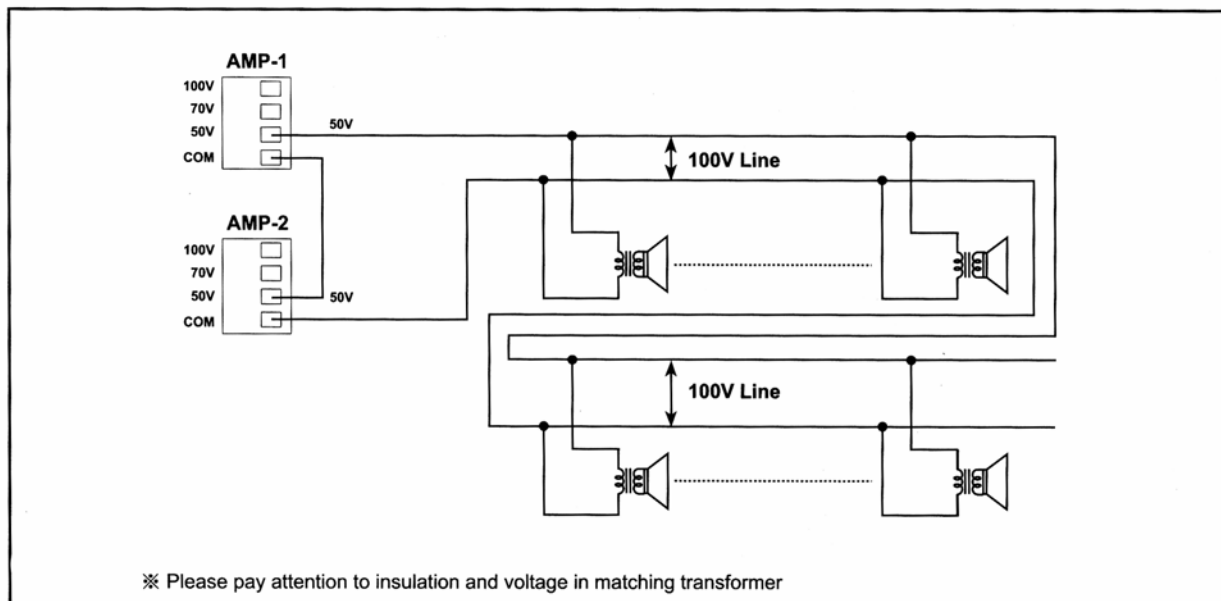 AMP-1
100V
70V
50V
COM
50V
100V Line
AMP-2
100V
70V
50V
COM
50V
100V Line
※ Please pay attention to insulation and voltage in matching transformer